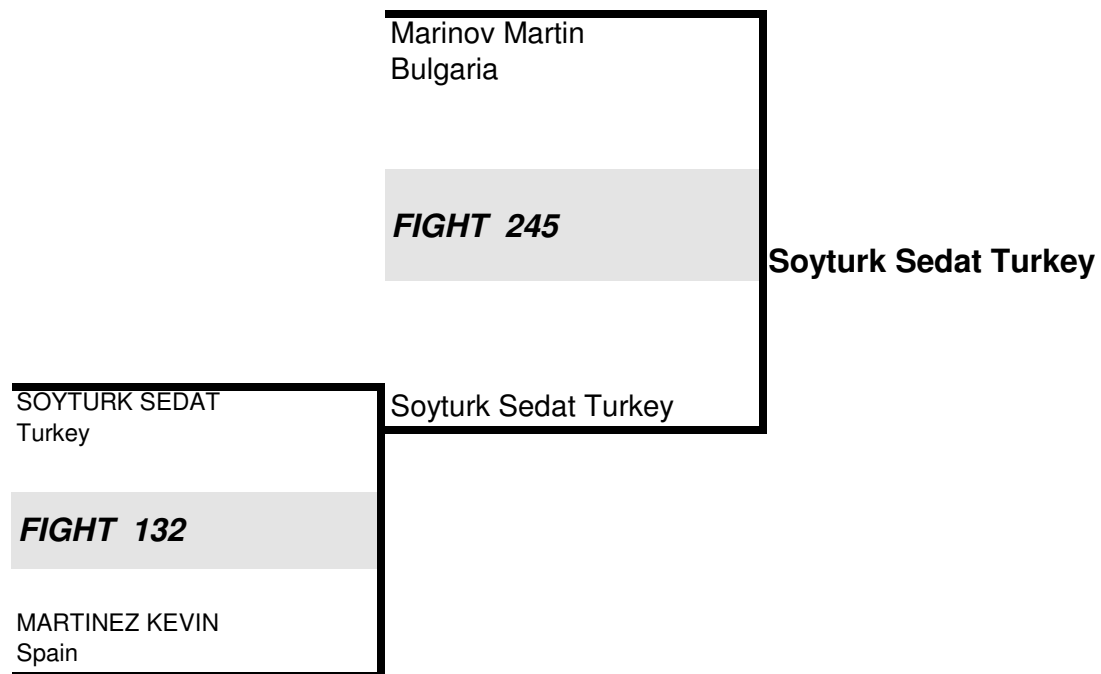 Marinov Martin
Bulgaria
FIGHT 245
Soyturk Sedat Turkey
Soyturk Sedat Turkey
SOYTURK SEDAT
Turkey
FIGHT 132
MARTINEZ KEVIN
Spain